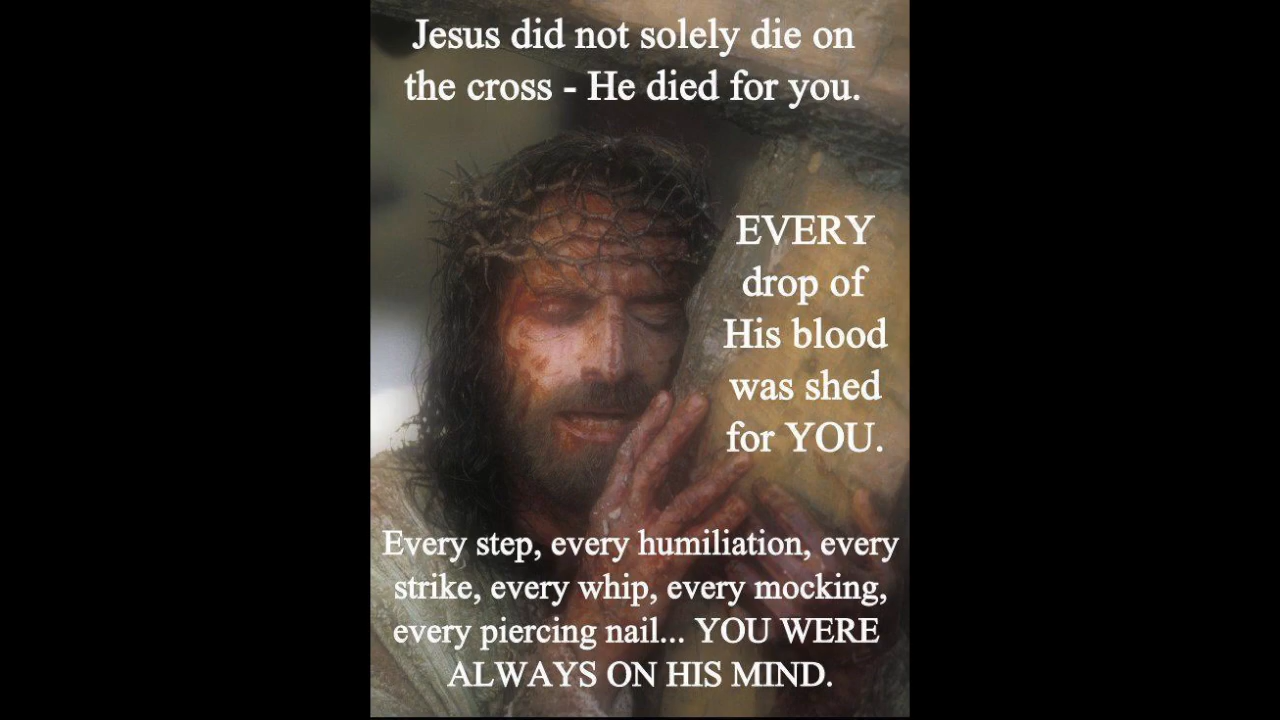 Jesus did not solely die on
the cross - He died for you.
EVERY
drop of
His blood
was shed
for YOU.
Every step, every humiliation, every
strike, every whip, every mocking,
every piercing nail... YOU WERE
ALWAYS ON HIS MIND.